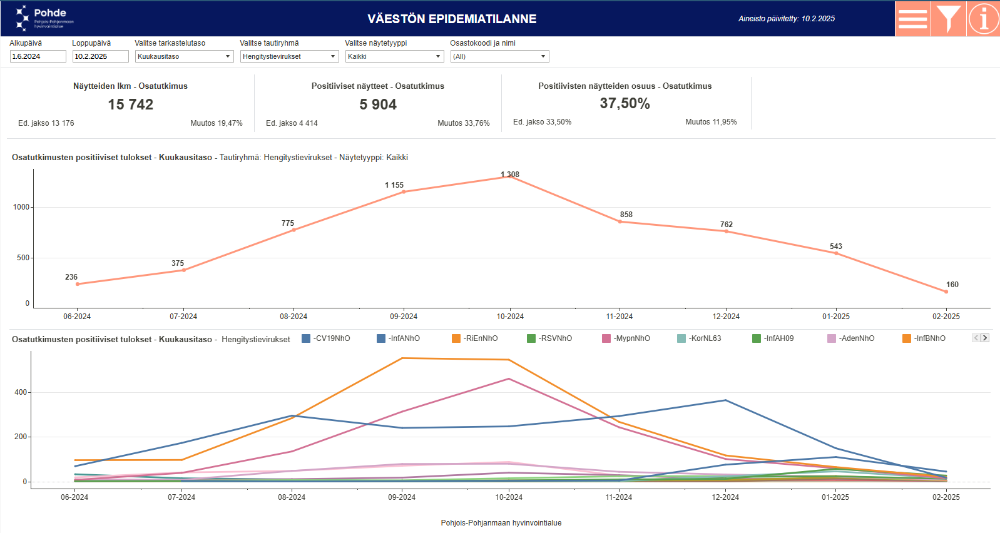 Pohde
Pohjois-Pohjanmaan
hyvinvointialue
VÄESTÖN EPIDEMIATILANNE
Aineisto päivitetty: 10.2.2025
Alkupäivä
Loppupäivä
Valitse tarkastelutaso
Valitse tautiryhmä
Valitse näytetyyppi
Osastokoodi ja nimi
1.6.2024
10.2.2025
Kuukausitaso
Hengitystievirukset
Kaikki
(All)
Näytteiden lkm - Osatutkimus
15 742
Ed. jakso 13 176
Muutos 19,47%
Positiiviset näytteet - Osatutkimus
5 904
Ed. jakso 4 414
Muutos 33,76%
Positiivisten näytteiden osuus - Osatutkimus
37,50%
Ed. jakso 33,50%
Muutos 11,95%
Osatutkimusten positiiviset tulokset - Kuukausitaso - Tautiryhmä: Hengitystievirukset - Näytetyyppi: Kaikki
1000
500
0
236
375
775
1 155
1 308
858
762
543
160
06-2024
07-2024
08-2024
09-2024
10-2024
11-2024
12-2024
01-2025
02-2025
Osatutkimusten positiiviset tulokset - Kuukausitaso - Hengitystievirukset
-CV19NhO
-InfANhO
-RiEnNhO
-RSVNhO
-MypnNhO
-KorNL63
-InfAH09
-AdenNhO
-InfBNhO
400
200
0
06-2024
07-2024
08-2024
09-2024
10-2024
11-2024
12-2024
01-2025
02-2025
Pohjois-Pohjanmaan hyvinvointialue